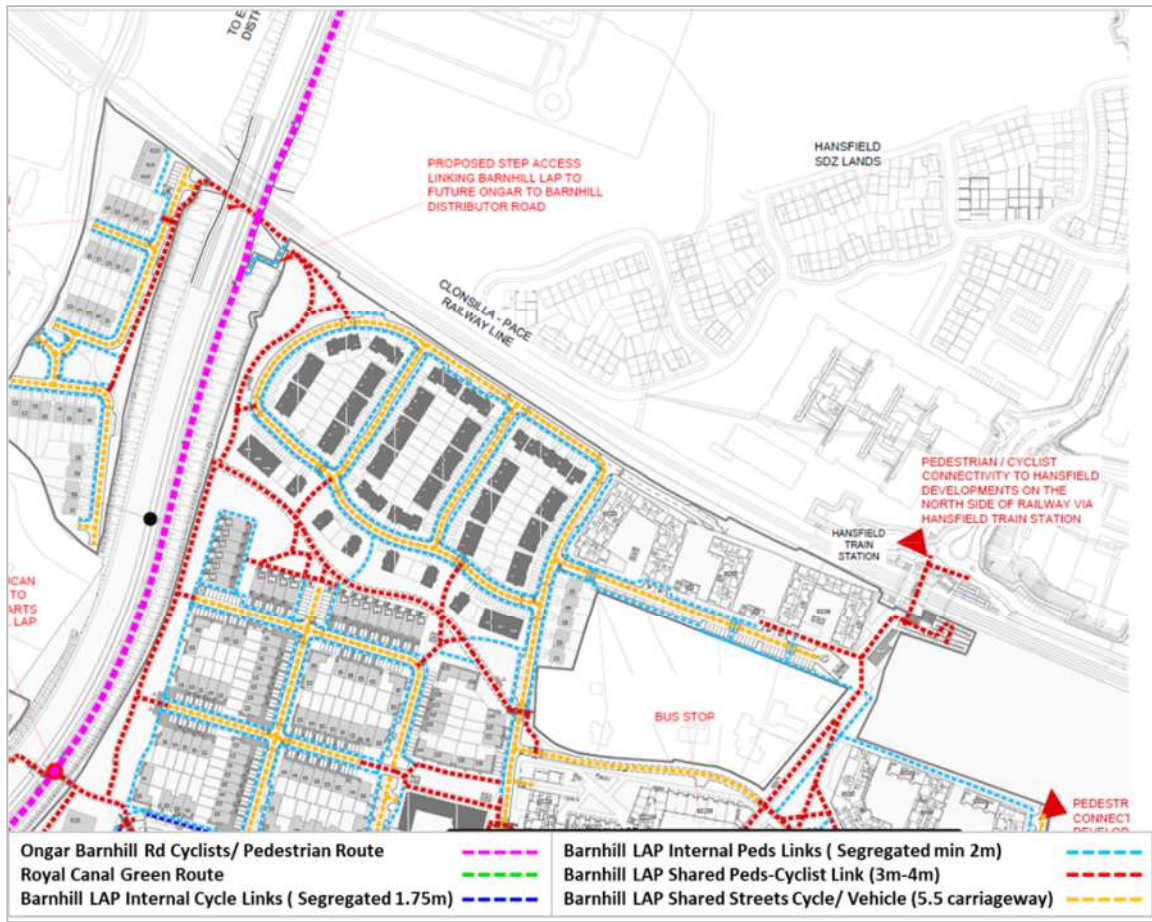 TO E
DISTR
HANSFIELD
SDZ LANDS
PROPOSED STEP ACCESS
LINKING BARNHILL LAP TO
FUTURE ONGAR TO BARNHILL
DISTRIBUTOR ROAD
CLONSILLA - PACE
RAILWAY LINE
PEDESTRIAN / CYCLIST
CONNECTIVITY TO HANSFIELD
DEVELOPMENTS ON THE
NORTH SIDE OF RAILWAY VIA
HANSFIELD TRAIN STATION
HANSFIELD
TRAIN
STATION
ICAN
TO
ARTS
LAP
BUS STOP
PEDESTR
CONNECT
Ongar Barnhill Rd Cyclists/ Pedestrian Route
Royal Canal Green Route
Barnhill LAP Internal Cycle Links ( Segregated 1.75m)
Barnhill LAP Internal Peds Links ( Segregated min 2m)
Barnhill LAP Shared Peds-Cyclist Link (3m-4m)
Barnhill LAP Shared Streets Cycle/ Vehicle (5.5 carriageway)